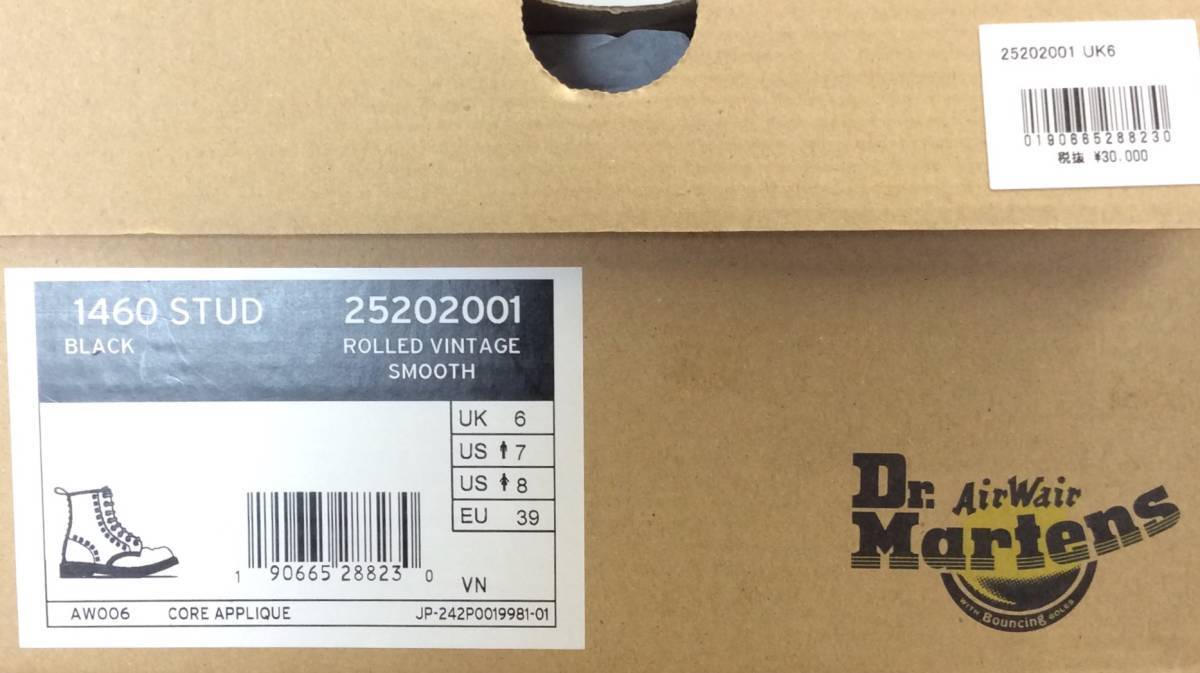 25202001 UK6
0190665288230
税抜 ¥30,000
1460 STUD 25202001
BLACK ROLLED VINTAGE
SMOOTH
UK 6
US 7
US 8
EU 39
1 90665 28823 0
VN
AW006 CORE APPLIQUE JP-242P0019981-01
Dr. AirWair
Martens
WITH Bouncing SOLES